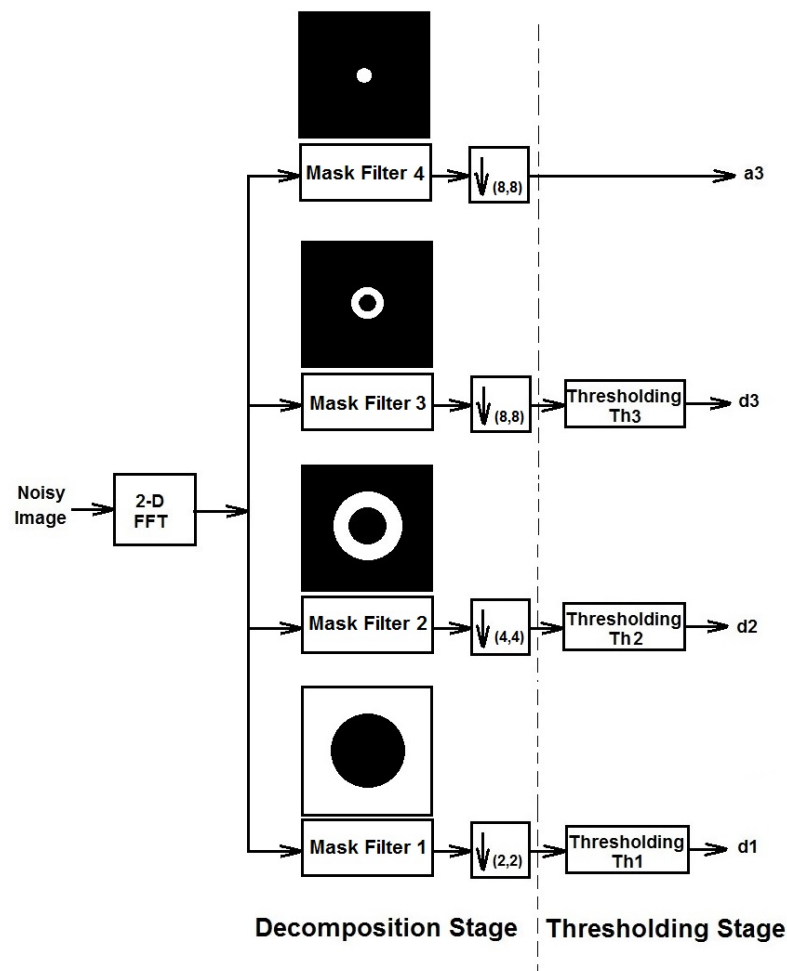 Mask Filter 4
(8,8)
a3
Mask Filter 3
(8,8)
Thresholding
Th3
d3
Noisy
Image
2-D
FFT
Mask Filter 2
(4,4)
Thresholding
Th2
d2
Mask Filter 1
(2,2)
Thresholding
Th1
d1
Decomposition Stage
Thresholding Stage